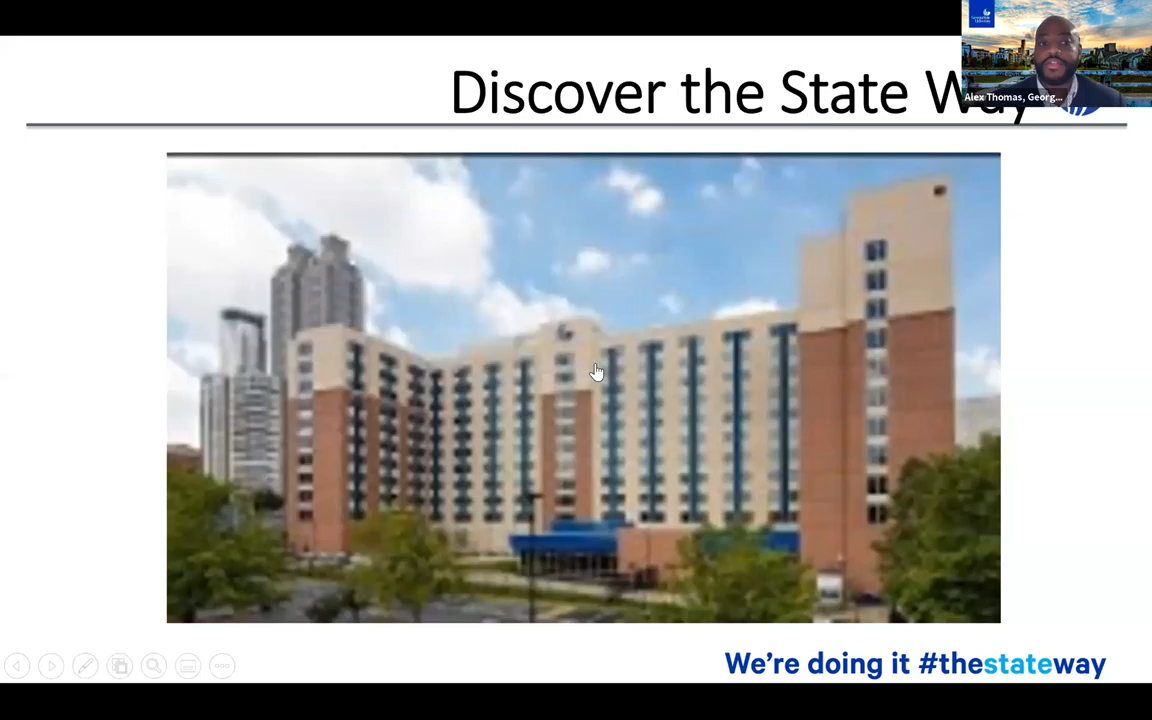 Discover the State Way
Alex Thomas, Georg...
We're doing it #thestateway